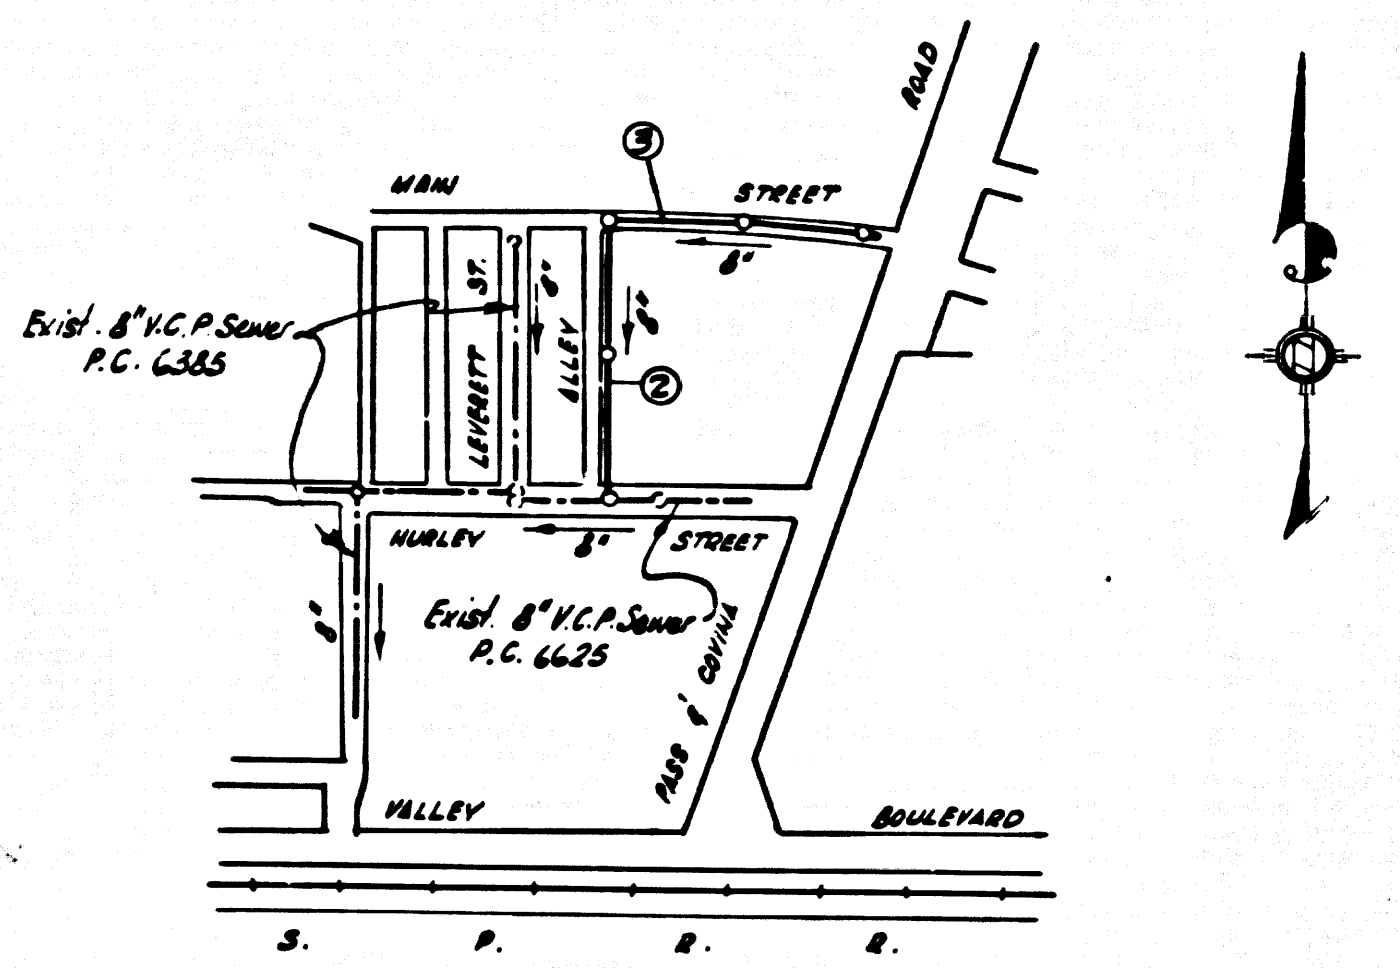 ROAD
3
MAIN STREET
8"
ST.
8"
8"
Exist. 8" V.C.P. Sewer
P.C. 6385
ALLEY
LEVERETT
2
HURLEY STREET
8"
8"
Exist. 8" V.C.P. Sewer
P.C. 6625
PASS & COVINA
VALLEY BOULEVARD
S. P. R. R.